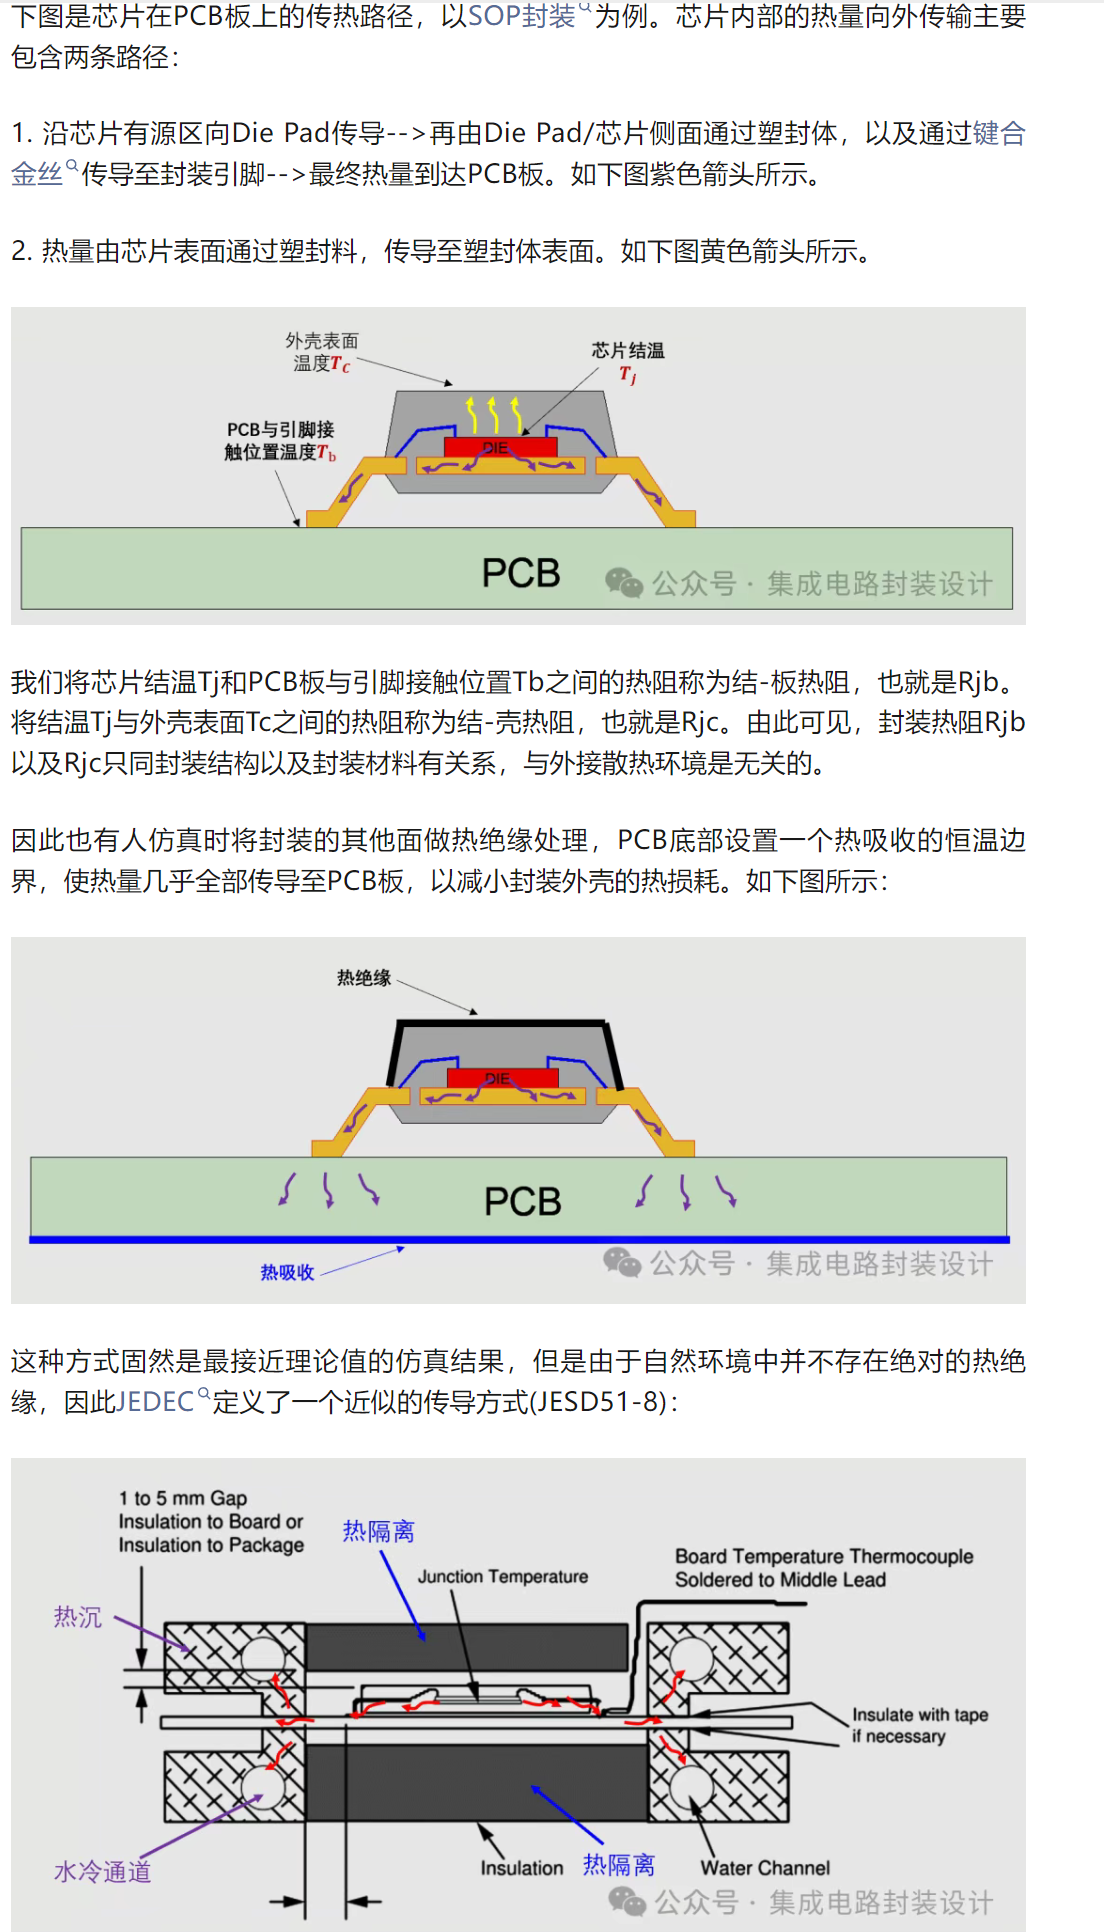 下图是芯片在PCB板上的传热路径，以SOP封装为例。芯片内部的热量向外传输主要
包含两条路径：
1. 沿芯片有源区向Die Pad传导-->再由Die Pad/芯片侧面通过塑封体，以及通过键合
金丝传导至封装引脚-->最终热量到达PCB板。如下图紫色箭头所示。
2. 热量由芯片表面通过塑封料，传导至塑封体表面。如下图黄色箭头所示。
外壳表面
温度Tc
芯片结温
Tj
PCB与引脚接
触位置温度Tb
DIE
PCB
公众号 · 集成电路封装设计
我们将芯片结温Tj和PCB板与引脚接触位置Tb之间的热阻称为结-板热阻，也就是Rjb。
将结温Tj与外壳表面Tc之间的热阻称为结-壳热阻，也就是Rjc。由此可见，封装热阻Rjb
以及Rjc只同封装结构以及封装材料有关系，与外接散热环境是无关的。
因此也有人仿真时将封装的其他面做热绝缘处理，PCB底部设置一个热吸收的恒温边
界，使热量几乎全部传导至PCB板，以减小封装外壳的热损耗。如下图所示：
热绝缘
DIE
PCB
热吸收
公众号 · 集成电路封装设计
这种方式固然是最接近理论值的仿真结果，但是由于自然环境中并不存在绝对的热绝
缘，因此JEDEC定义了一个近似的传导方式(JESD51-8)：
1 to 5 mm Gap
Insulation to Board or
Insulation to Package
热隔离
Junction Temperature
Board Temperature Thermocouple
Soldered to Middle Lead
热沉
Insulate with tape
if necessary
水冷通道
Insulation
热隔离
Water Channel
公众号 · 集成电路封装设计